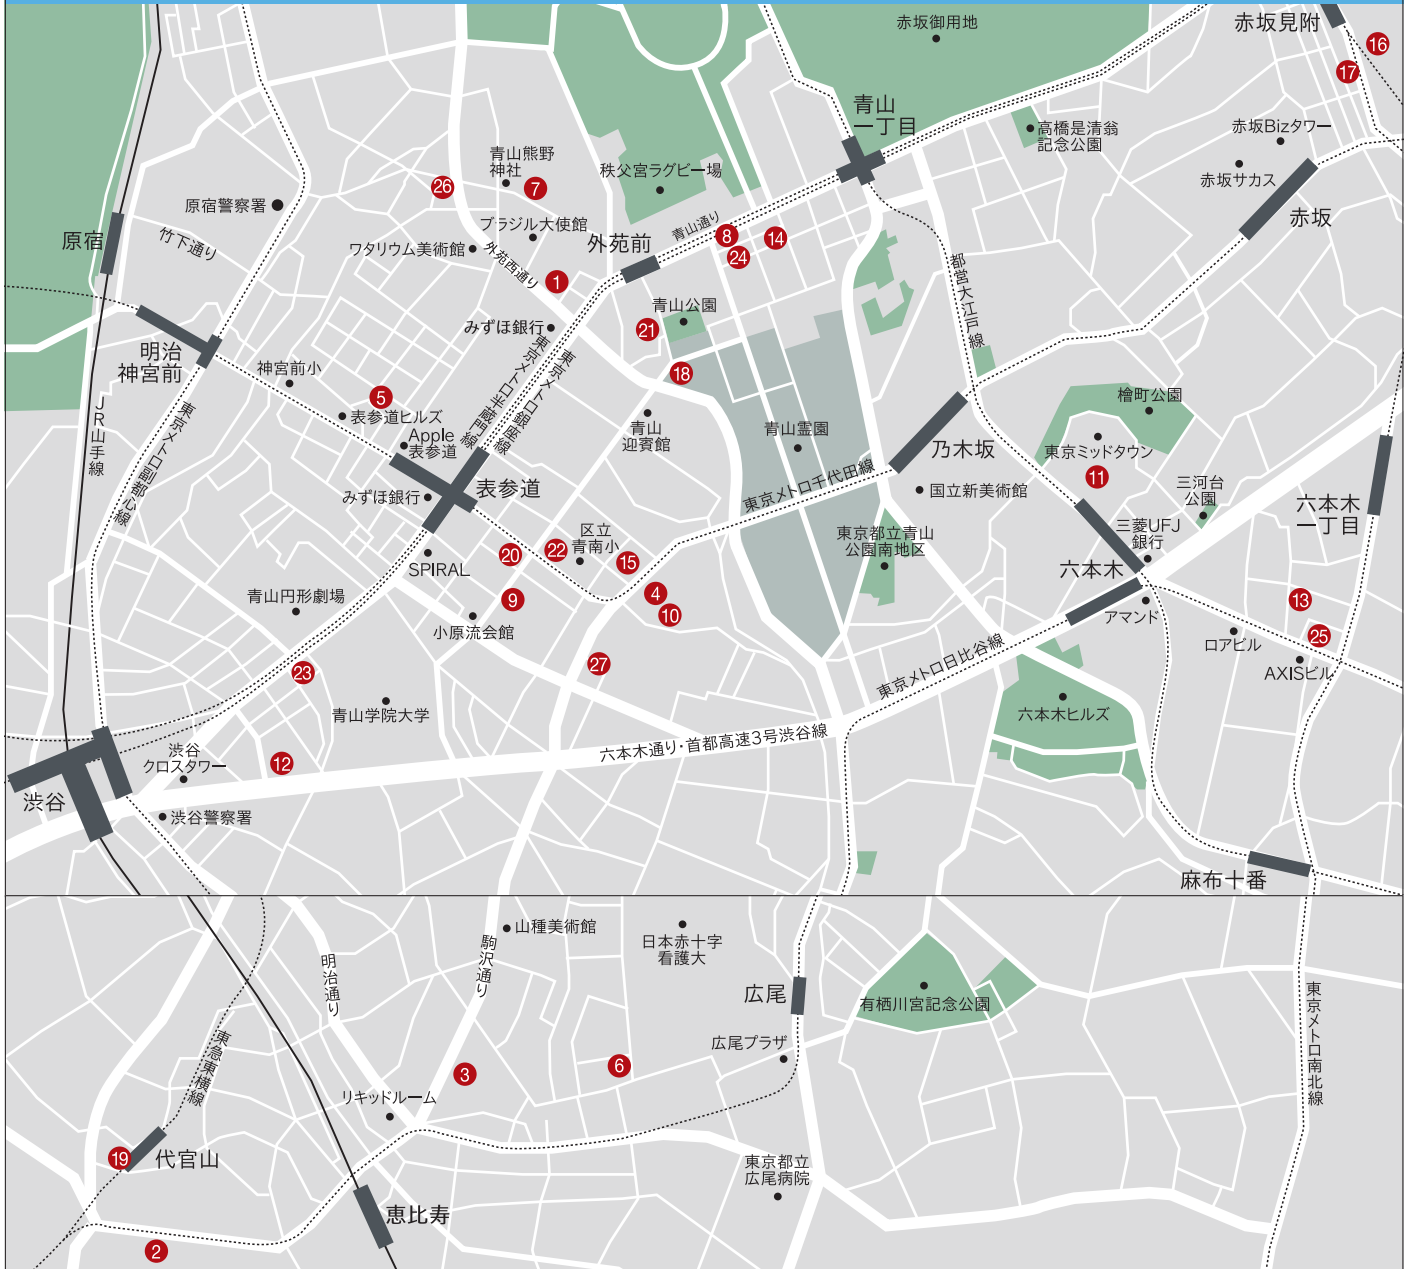 赤坂御用地
赤坂見附
16
17
青山
一丁目
高橋是清翁
記念公園
赤坂Bizタワー
赤坂サカス
赤坂
青山熊野
神社
7
26
秩父宮ラグビー場
原宿警察署
原宿
竹下通り
ブラジル大使館
ワタリウム美術館
外苑西通り
外苑前
青山通り
8
14
24
1
都営大江戸線
青山公園
21
みずほ銀行
東京メトロ銀座線
東京メトロ半蔵門線
明治
神宮前
神宮前小
18
5
表参道ヒルズ
Apple
表参道
青山
迎賓館
青山霊園
檜町公園
東京ミッドタウン
11
乃木坂
JR山手線
東京メトロ副都心線
みずほ銀行
表参道
東京メトロ千代田線
国立新美術館
三河台
公園
六本木
一丁目
三菱UFJ
銀行
東京都立青山
公園南地区
区立
青南小
20
22
15
SPIRAL
六本木
アマンド
青山円形劇場
9
4
10
小原流会館
13
25
ロアビル
AXISビル
23
27
東京メトロ日比谷線
六本木ヒルズ
青山学院大学
六本木通り・首都高速3号渋谷線
渋谷
クロスタワー
12
渋谷
渋谷警察署
麻布十番
山種美術館
駒沢通り
明治通り
日本赤十字
看護大
広尾
有栖川宮記念公園
東京メトロ南北線
広尾プラザ
東急東横線
3
6
リキッドルーム
19
代官山
東京都立
広尾病院
恵比寿
2